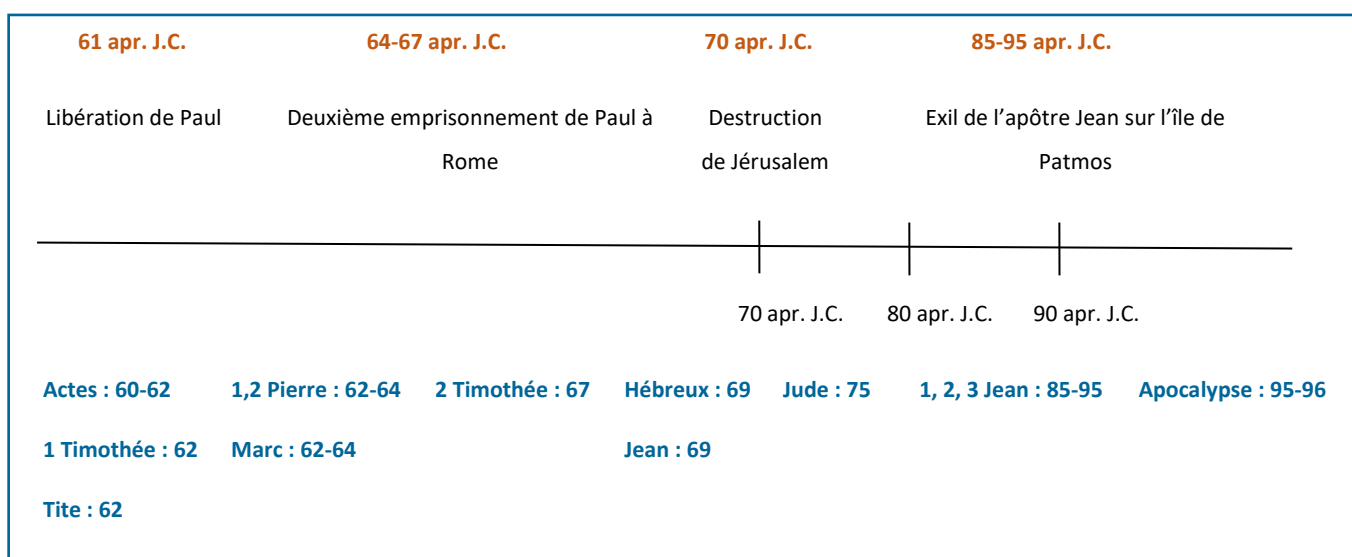 61 apr. J.C. 64-67 apr. J.C. 70 apr. J.C. 85-95 apr. J.C.
Libération de Paul Deuxième emprisonnement de Paul à Destruction Exil de l’apôtre Jean sur l’île de
Rome de Jérusalem Patmos
70 apr. J.C. 80 apr. J.C. 90 apr. J.C.
Actes : 60-62 1,2 Pierre : 62-64 2 Timothée : 67 Hébreux : 69 Jude : 75 1, 2, 3 Jean : 85-95 Apocalypse : 95-96
1 Timothée : 62 Marc : 62-64 Jean : 69
Tite : 62